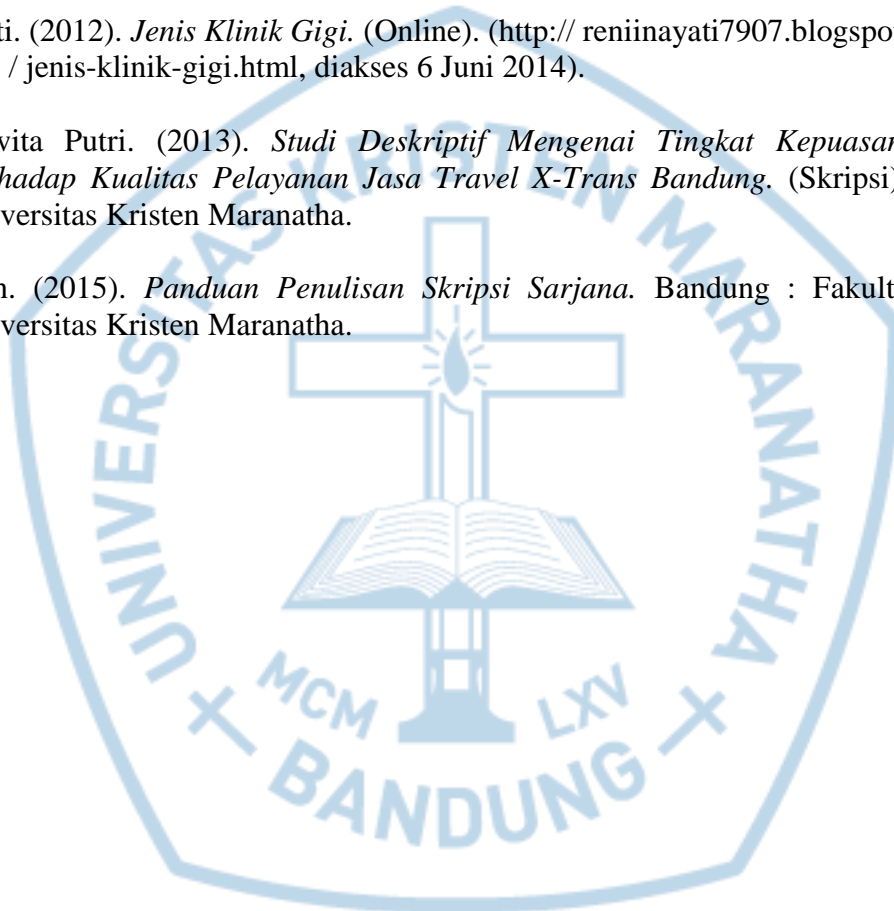 ti. (2012). Jenis Klinik Gigi. (Online). (http:// reniinayati7907.blogspo
/ jenis-klinik-gigi.html, diakses 6 Juni 2014).
vita Putri. (2013). Studi Deskriptif Mengenai Tingkat Kepuasan
hadap Kualitas Pelayanan Jasa Travel X-Trans Bandung. (Skripsi)
versitas Kristen Maranatha.
n. (2015). Panduan Penulisan Skripsi Sarjana. Bandung : Fakult
versitas Kristen Maranatha.
UNIVERSITAS KRISTEN MARANATHA
MCM LXV
BANDUNG